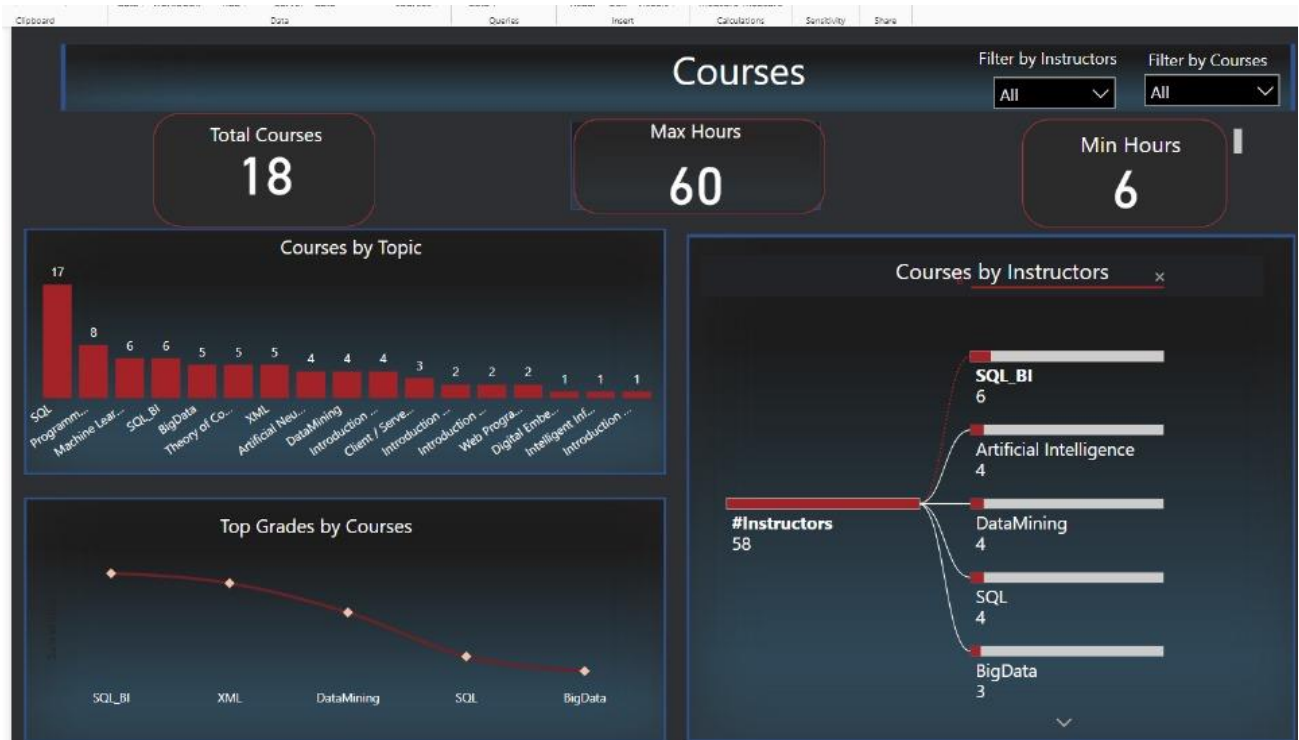 Clipboard
Data
Queries
Insert
Calculations
Sensitivity
Share
Courses
Filter by Instructors
All
Filter by Courses
All
Total Courses
18
Max Hours
60
Min Hours
6
Courses by Topic
17
8
6
6
5
5
5
4
4
4
3
2
2
2
1
1
1
SQL
Programm...
Machine Lear...
SQL_BI
BigData
Theory of Co...
XML
Artificial Neu...
DataMining
Introduction ...
Client / Serve...
Introduction ...
Introduction ...
Web Progra...
Digital Embe...
Intelligent Inf...
Introduction ...
Top Grades by Courses
SQL_BI
XML
DataMining
SQL
BigData
Courses by Instructors
×
#Instructors
58
SQL_BI
6
Artificial Intelligence
4
DataMining
4
SQL
4
BigData
3